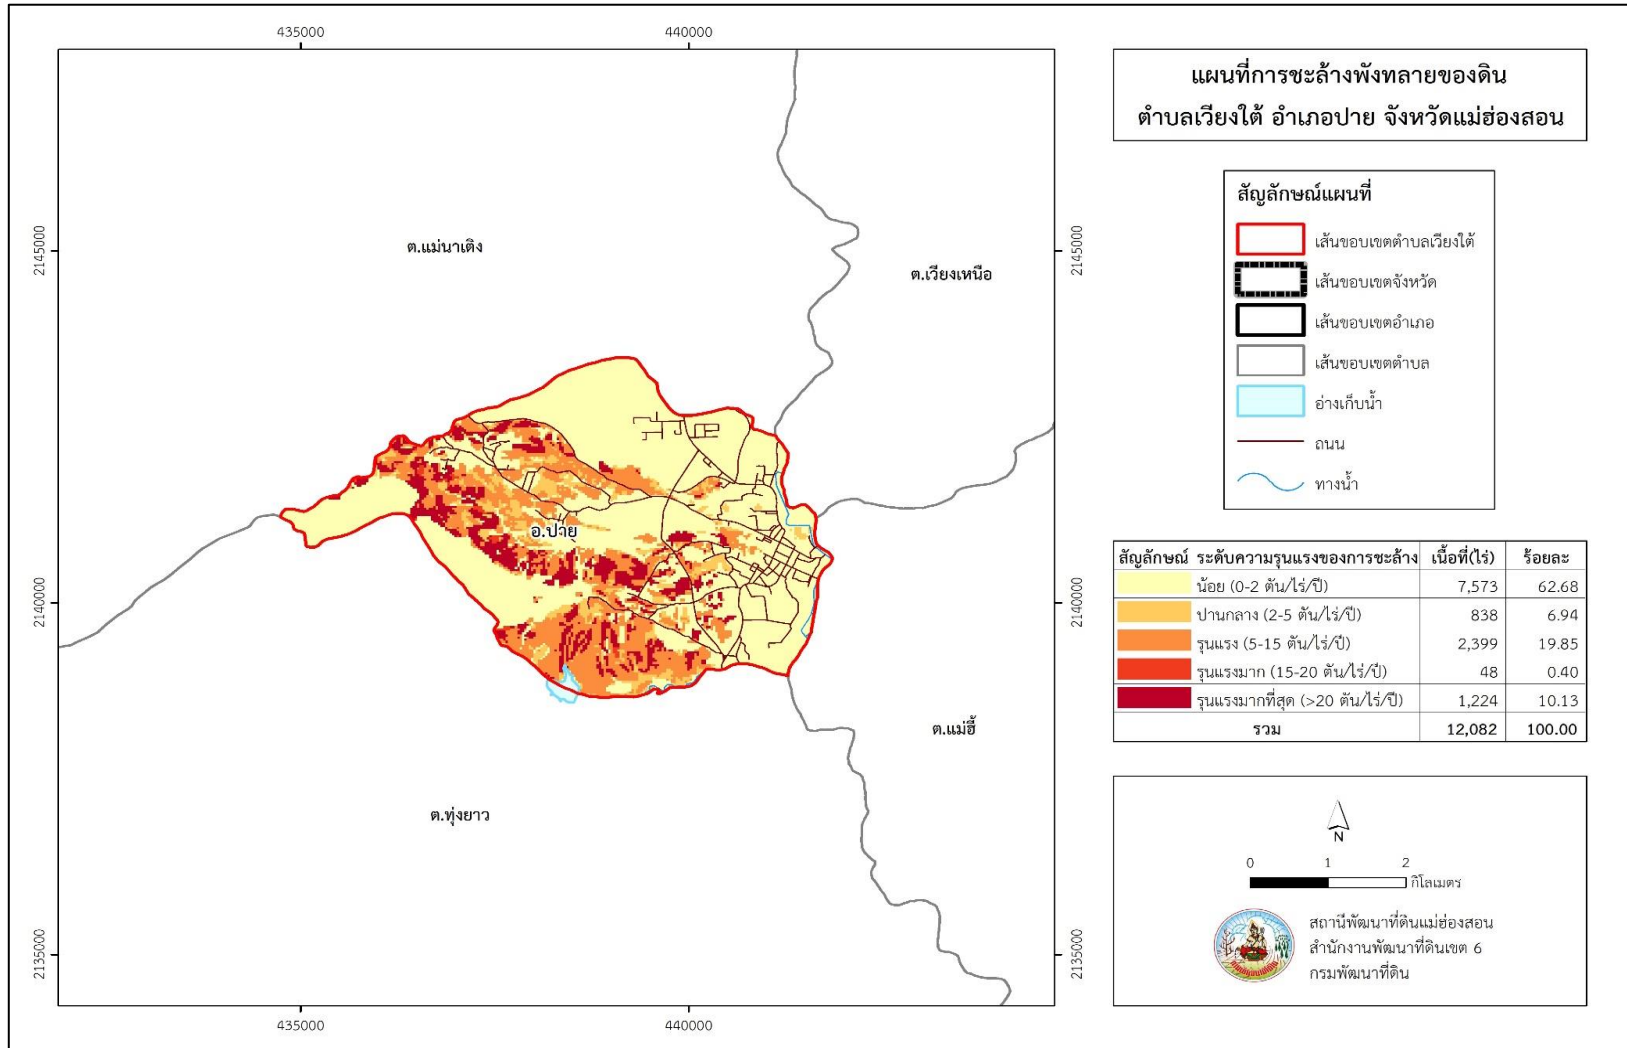 แผนที่การชะล้างพังทลายของดิน
ตำบลเวียงใต้ อำเภอปาย จังหวัดแม่ฮ่องสอน
435000
440000
2145000
2145000
ต.แม่นาเติง
ต.เวียงเหนือ
อ.ปาย
2140000
2140000
ต.แม่ฮี้
ต.ทุ่งยาว
2135000
2135000
435000
440000
สัญลักษณ์แผนที่
เส้นขอบเขตตำบลเวียงใต้
เส้นขอบเขตจังหวัด
เส้นขอบเขตอำเภอ
เส้นขอบเขตตำบล
อ่างเก็บน้ำ
ถนน
ทางน้ำ
สัญลักษณ์ ระดับความรุนแรงของการชะล้าง เนื้อที่(ไร่) ร้อยละ
น้อย (0-2 ตัน/ไร่/ปี) 7,573 62.68
ปานกลาง (2-5 ตัน/ไร่/ปี) 838 6.94
รุนแรง (5-15 ตัน/ไร่/ปี) 2,399 19.85
รุนแรงมาก (15-20 ตัน/ไร่/ปี) 48 0.40
รุนแรงมากที่สุด (>20 ตัน/ไร่/ปี) 1,224 10.13
รวม 12,082 100.00
N
0 1 2
กิโลเมตร
สถานีพัฒนาที่ดินแม่ฮ่องสอน
สำนักงานพัฒนาที่ดินเขต 6
กรมพัฒนาที่ดิน